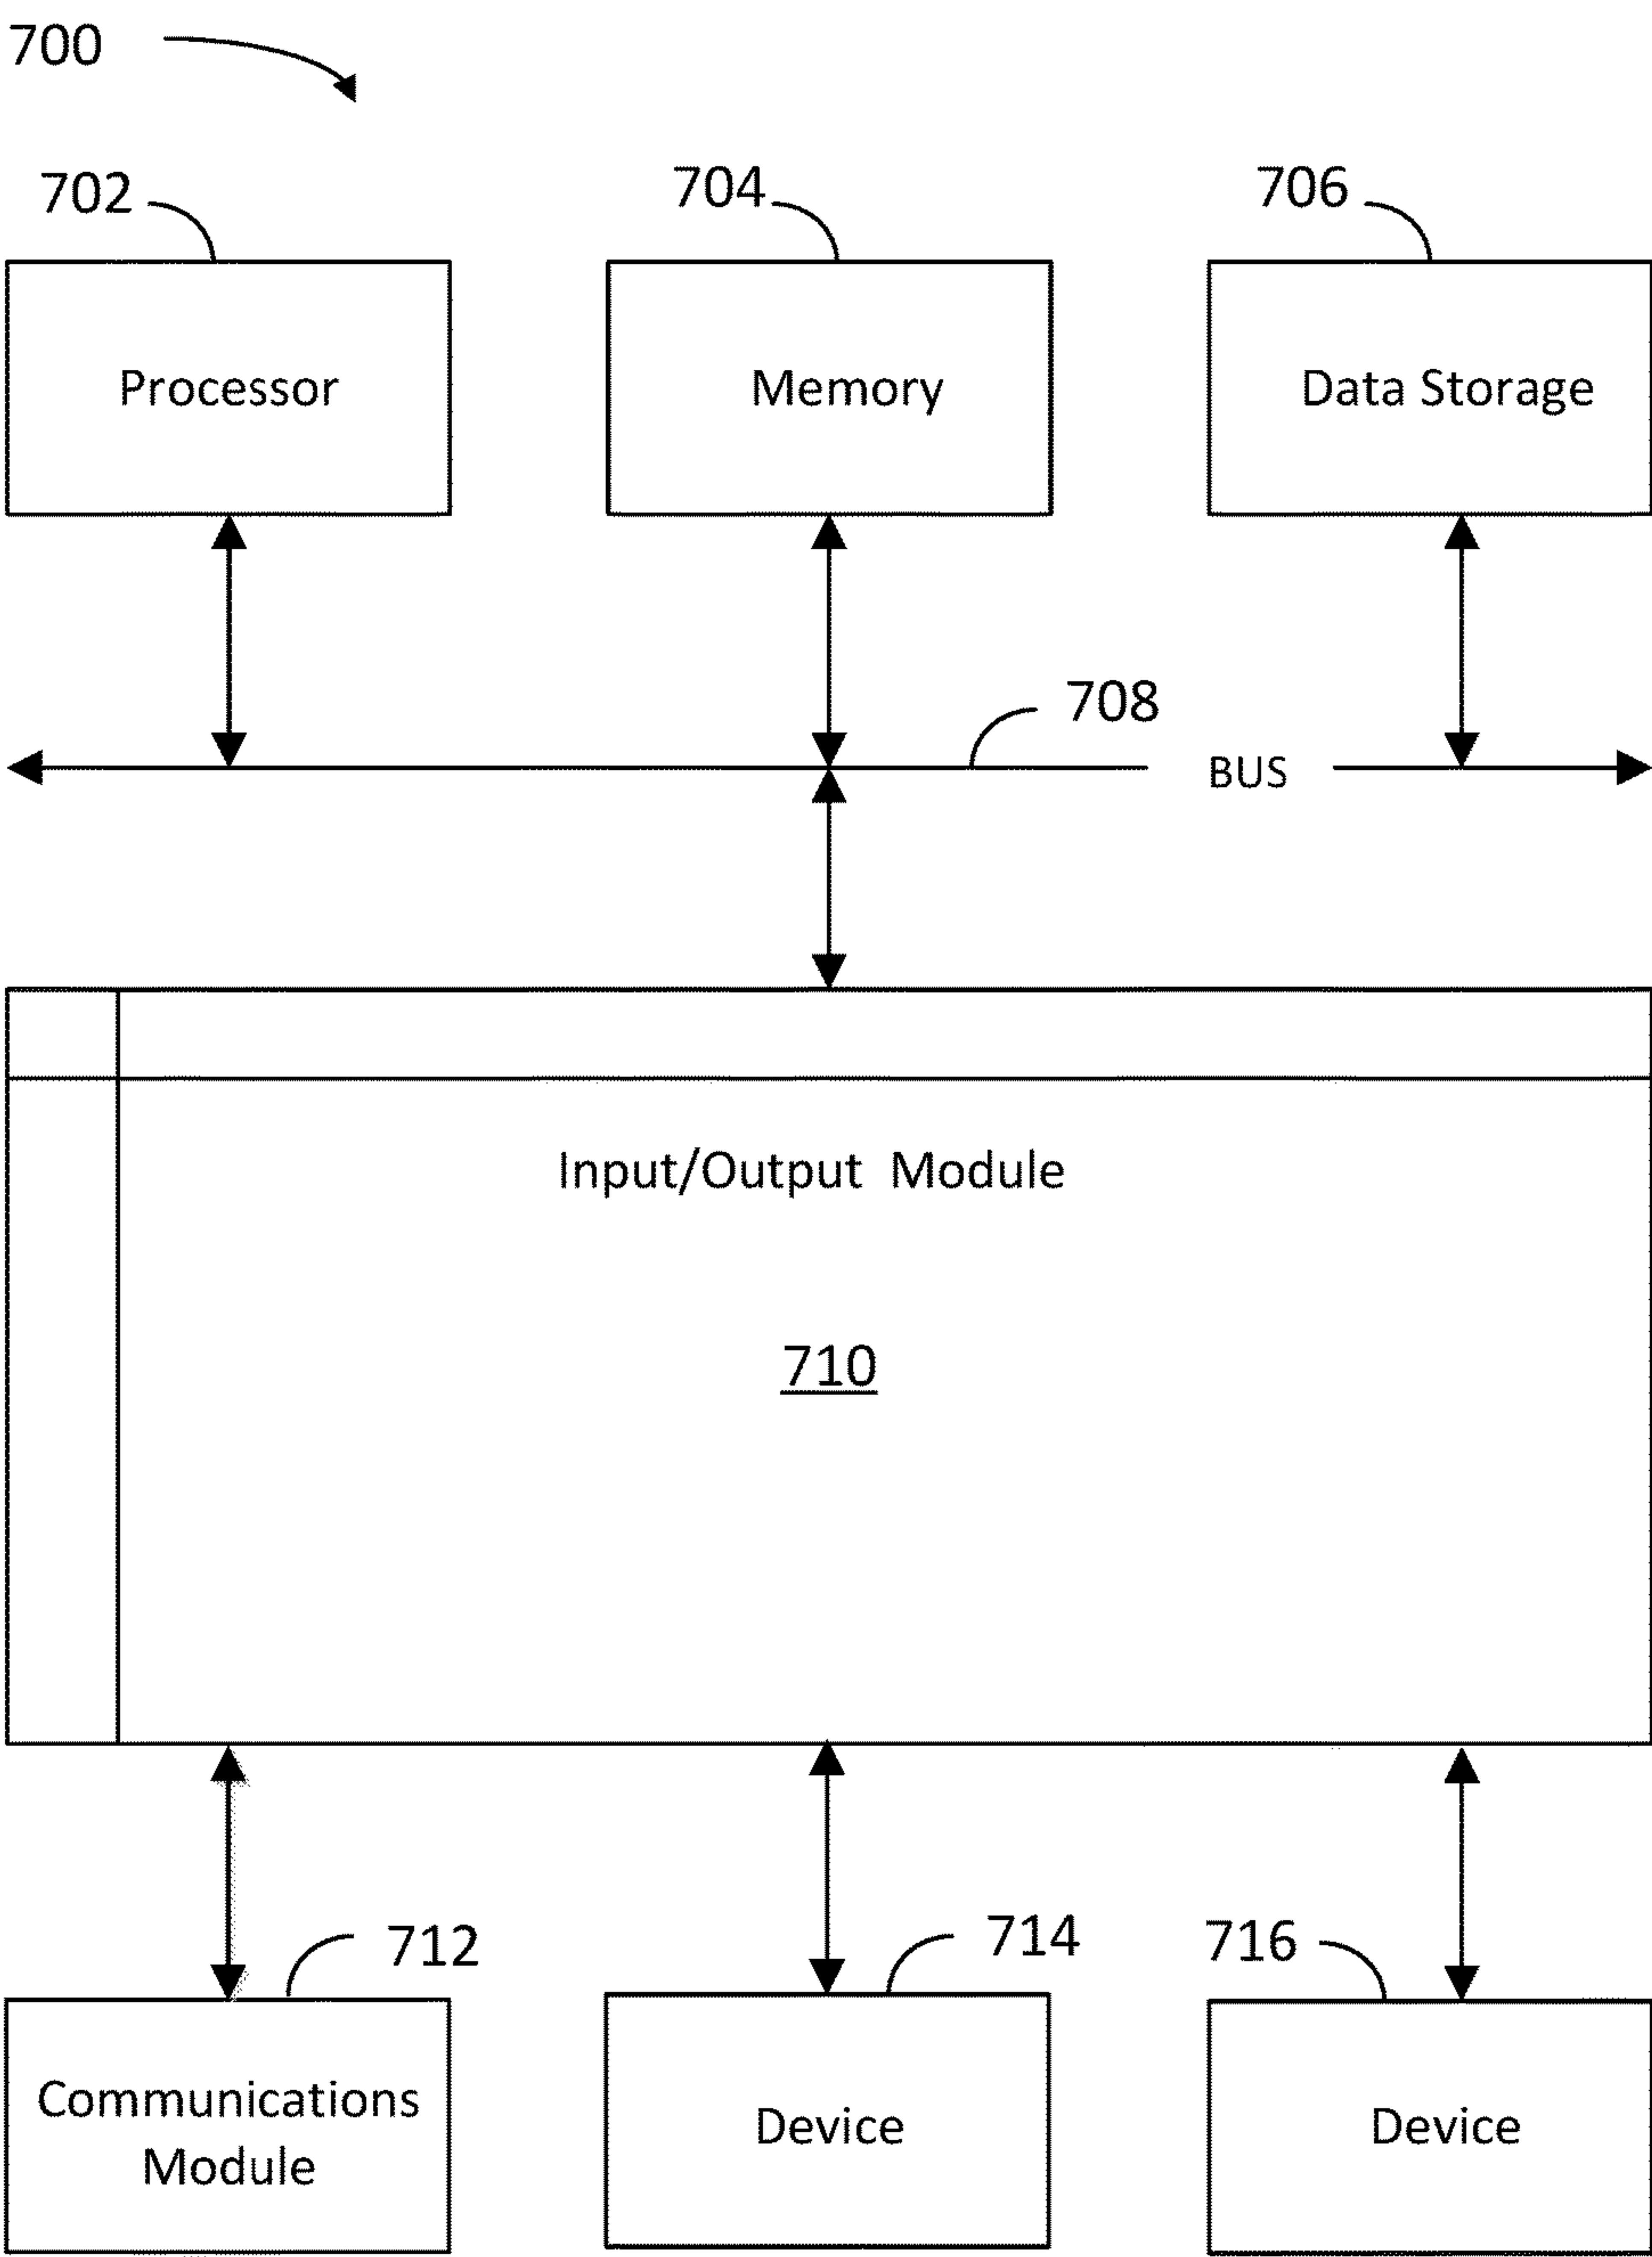 700
702
704
706
Processor
Memory
Data Storage
708
BUS
Input/Output Module
710
712
714
716
Communications
Module
Device
Device